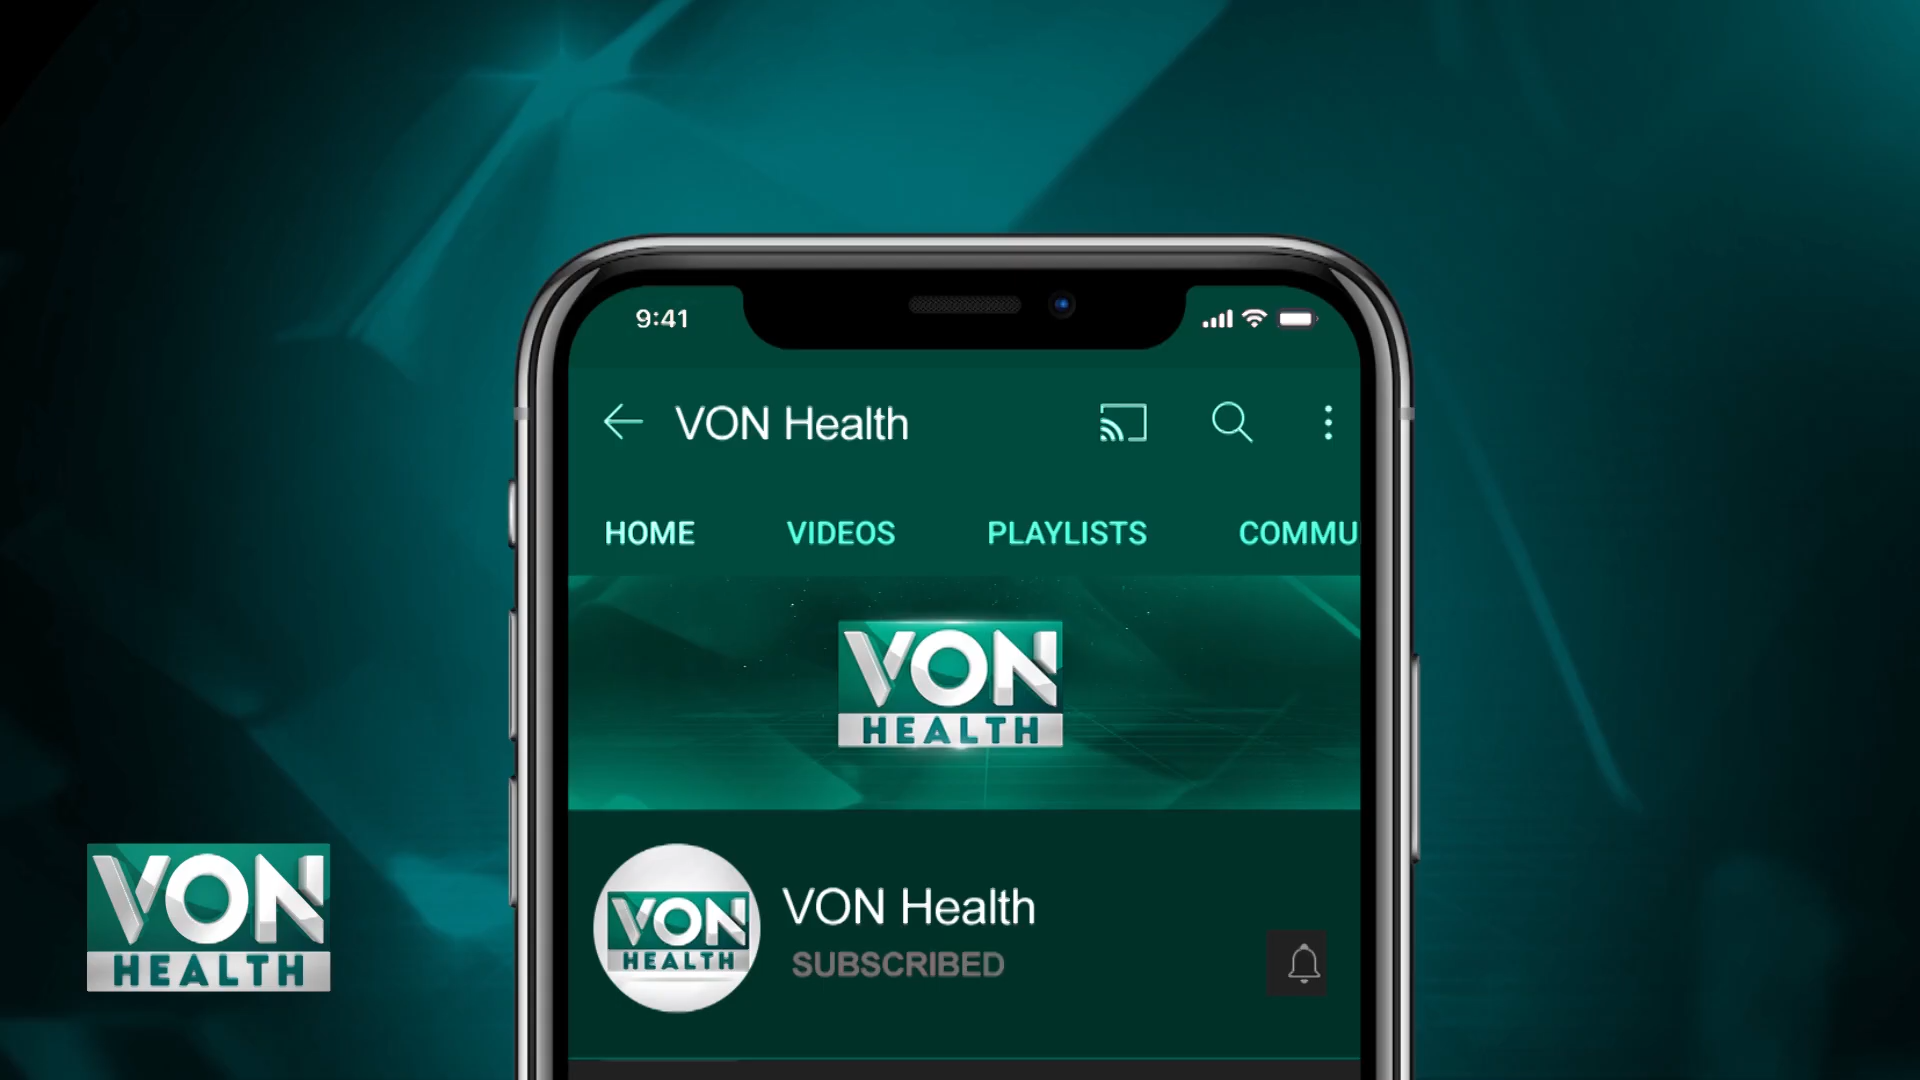 9:41
VON Health
HOME VIDEOS PLAYLISTS COMMU
VON
HEALTH
VON
HEALTH
VON Health
SUBSCRIBED
VON
HEALTH